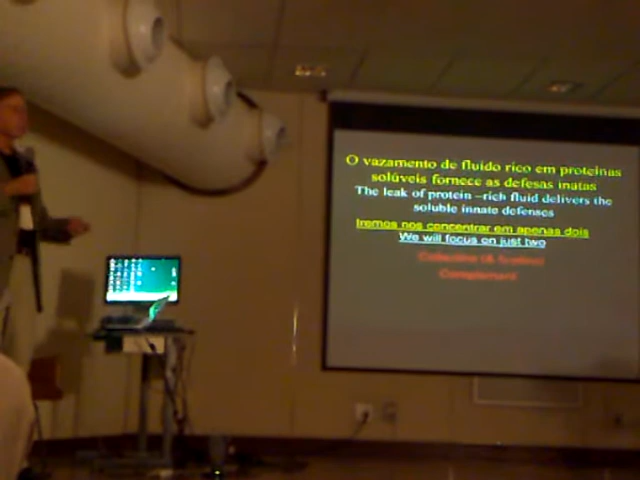 O vazamento de fluido rico em proteinas
solúveis fornece as defesas inatas
The leak of protein –rich fluid delivers the
soluble innate defenses
Iremos nos concentrar em apenas dois
We will focus on just two
Complement